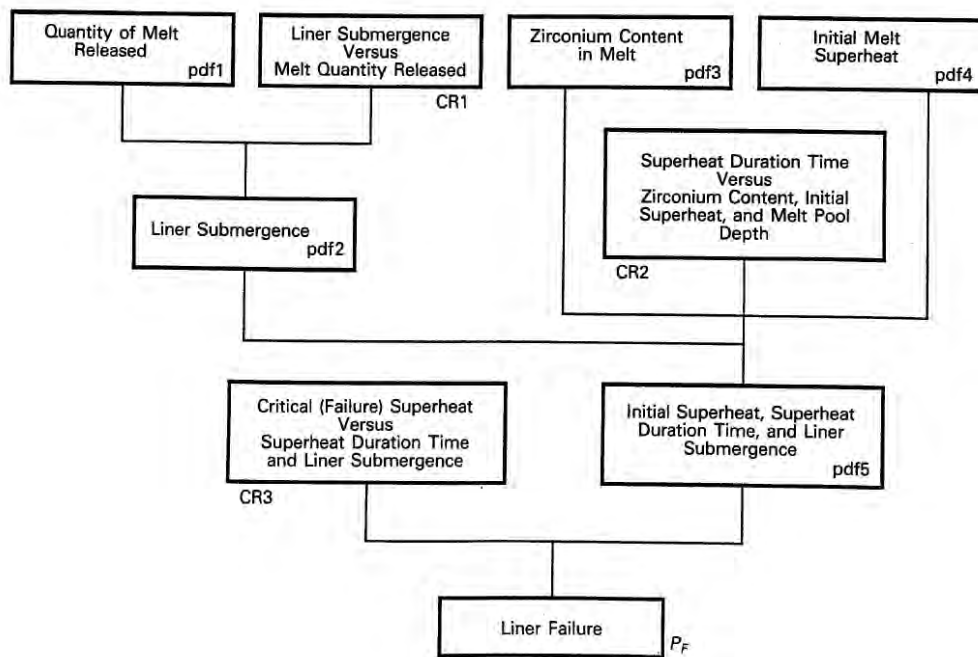 Quantity of Melt
Released
pdf1
Liner Submergence
Versus
Melt Quantity Released
CR1
Zirconium Content
in Melt
pdf3
Initial Melt
Superheat
pdf4
Superheat Duration Time
Versus
Zirconium Content, Initial
Superheat, and Melt Pool
Depth
CR2
Liner Submergence
pdf2
Critical (Failure) Superheat
Versus
Superheat Duration Time
and Liner Submergence
CR3
Initial Superheat, Superheat
Duration Time, and Liner
Submergence
pdf5
Liner Failure
PF